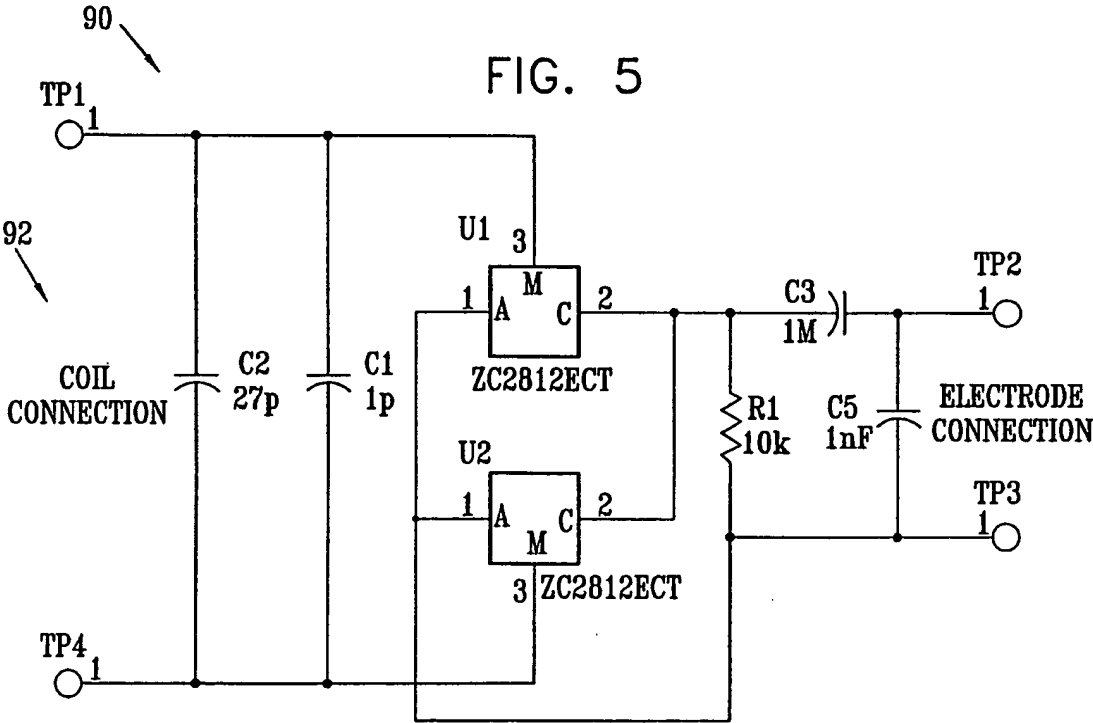 90
FIG. 5
TP1
1
92
U1
3
M
1
A
C
2
ZC2812ECT
C3
1M
TP2
1
COIL
CONNECTION
C2
27p
C1
1p
R1
10k
C5
1nF
ELECTRODE
CONNECTION
U2
1
A
C
2
M
3
ZC2812ECT
TP3
1
TP4
1